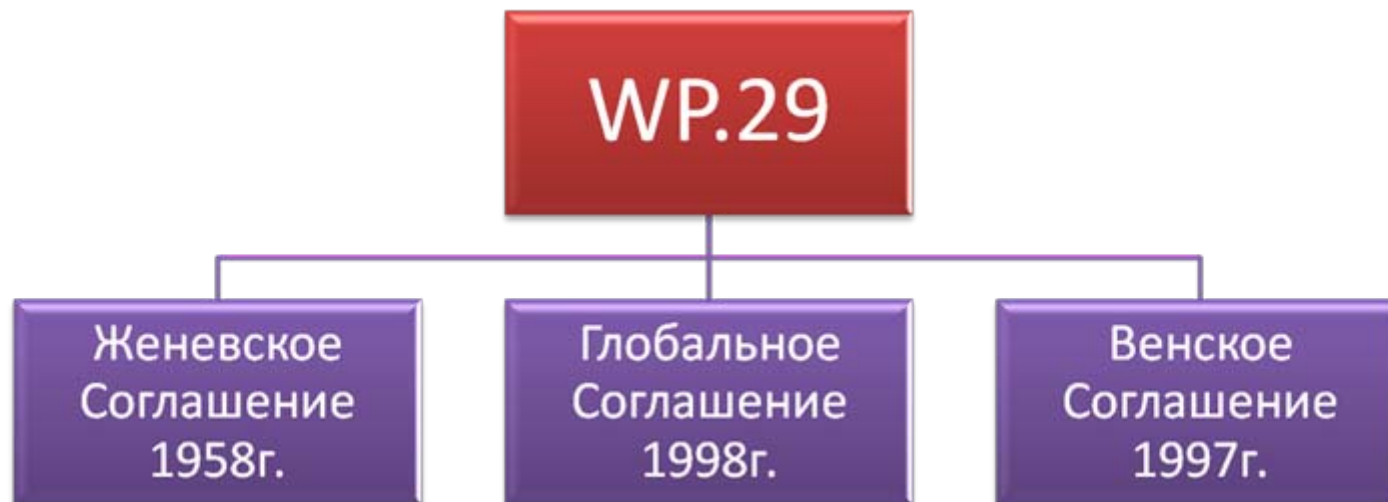 WP.29
Женевское
Соглашение
1958г.
Глобальное
Соглашение
1998г.
Венское
Соглашение
1997г.